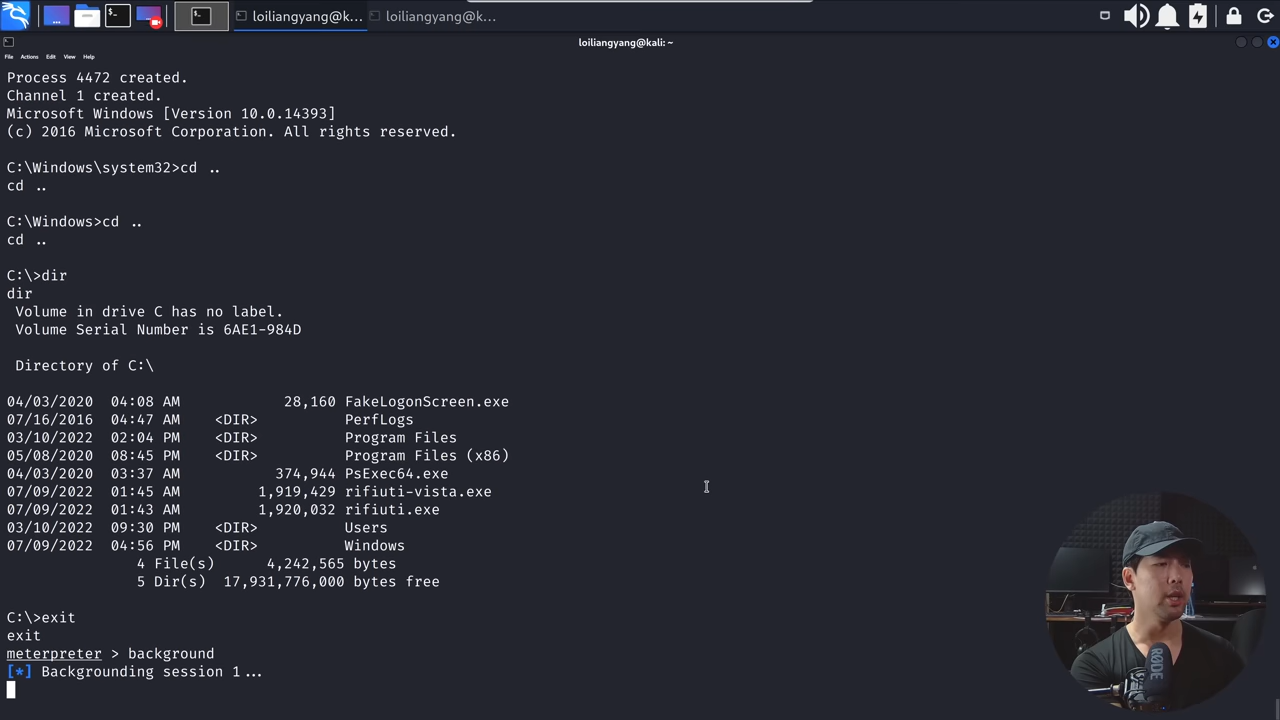 loiliangyang@k...
loiliangyang@k...
loiliangyang@kali: ~
File Actions Edit View Help
Process 4472 created.
Channel 1 created.
Microsoft Windows [Version 10.0.14393]
(c) 2016 Microsoft Corporation. All rights reserved.
C:\Windows\system32>cd ..
cd ..
C:\Windows>cd ..
cd ..
C:\>dir
dir
Volume in drive C has no label.
Volume Serial Number is 6AE1-984D
Directory of C:\
04/03/2020 04:08 AM 28,160 FakeLogonScreen.exe
07/16/2016 04:47 AM <DIR> PerfLogs
03/10/2022 02:04 PM <DIR> Program Files
05/08/2020 08:45 PM <DIR> Program Files (x86)
04/03/2020 03:37 AM 374,944 PsExec64.exe
07/09/2022 01:45 AM 1,919,429 rifiuti-vista.exe
07/09/2022 01:43 AM 1,920,032 rifiuti.exe
03/10/2022 09:30 PM <DIR> Users
07/09/2022 04:56 PM <DIR> Windows
4 File(s) 4,242,565 bytes
5 Dir(s) 17,931,776,000 bytes free
C:\>exit
exit
meterpreter > background
[*] Backgrounding session 1...
RØDE